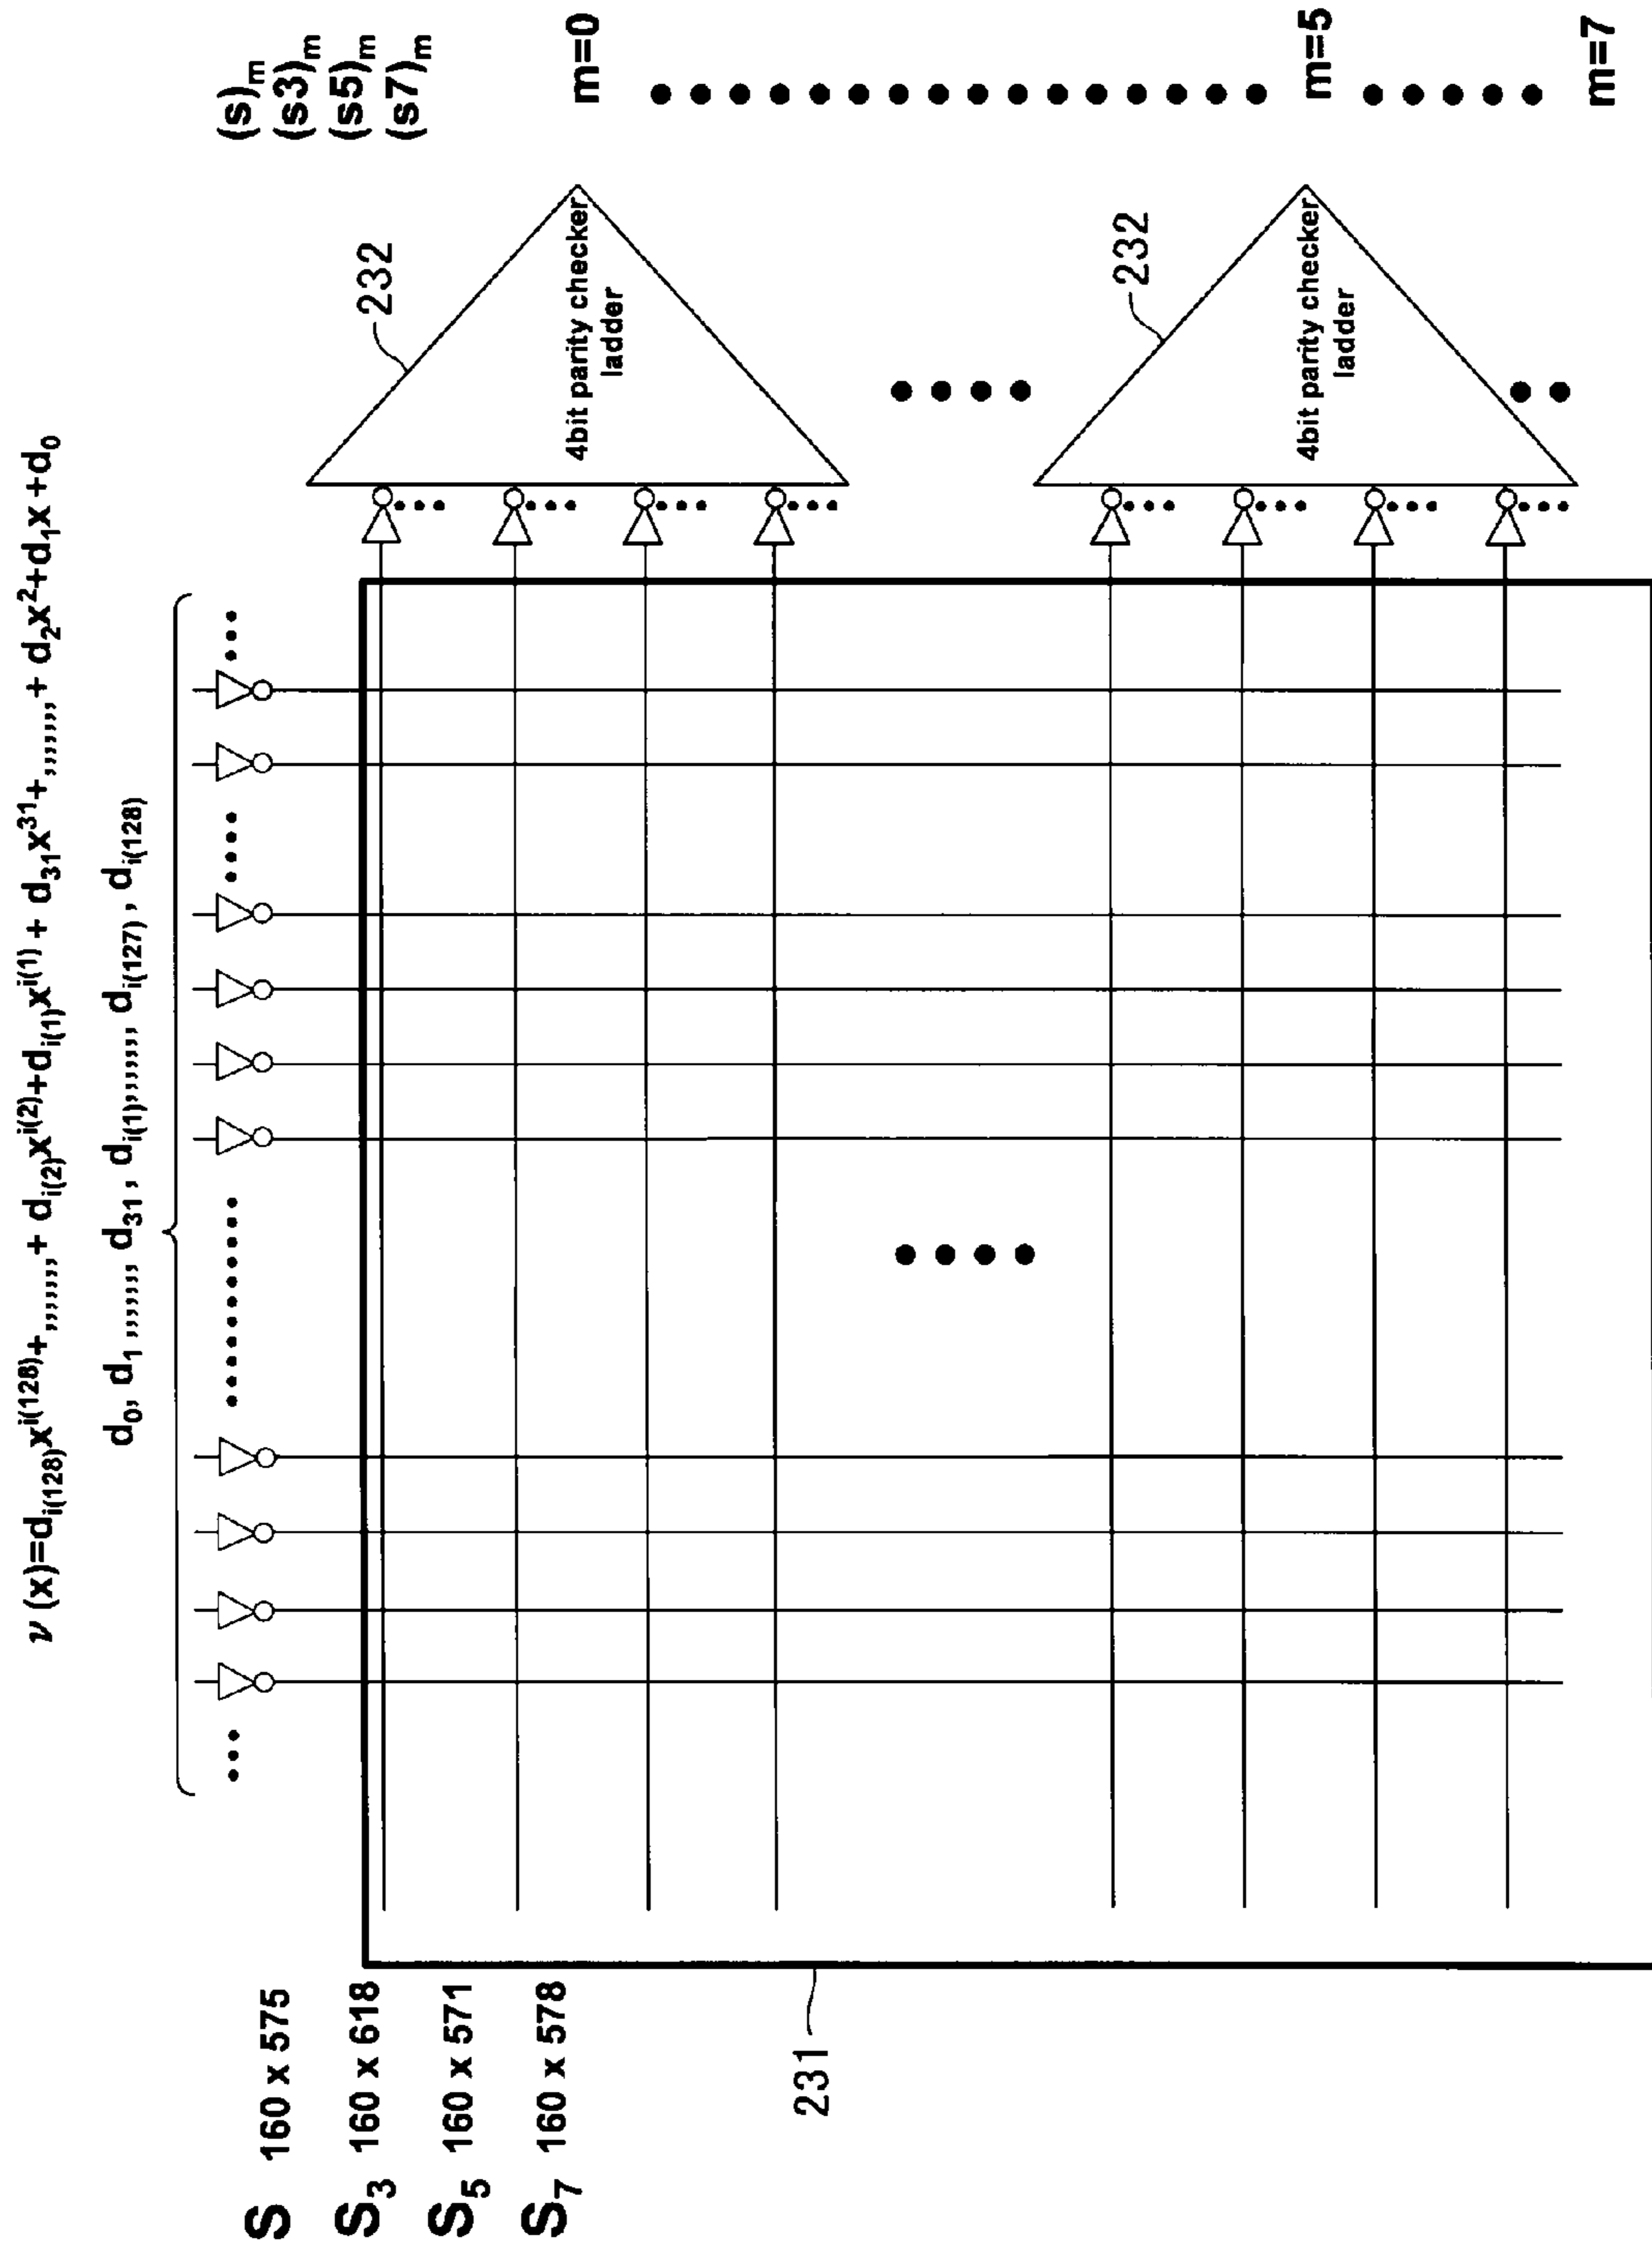 ν (x)=d_i(128)x^i(128)+,,,,,,,+ d_i(2)x^i(2)+d_i(1)x^i(1) + d_31x^31+,,,,,,,+ d_2x^2+d_1x +d_0
d_0, d_1 ,,,,,,, d_31 , d_i(1),,,,,,, d_i(127) , d_i(128)
S 160 x 575
S_3 160 x 618
S_5 160 x 571
S_7 160 x 578
231
232
4bit parity checker
ladder
232
4bit parity checker
ladder
(s)_m
(s3)_m
(s5)_m
(s7)_m
m=0
m=5
m=7